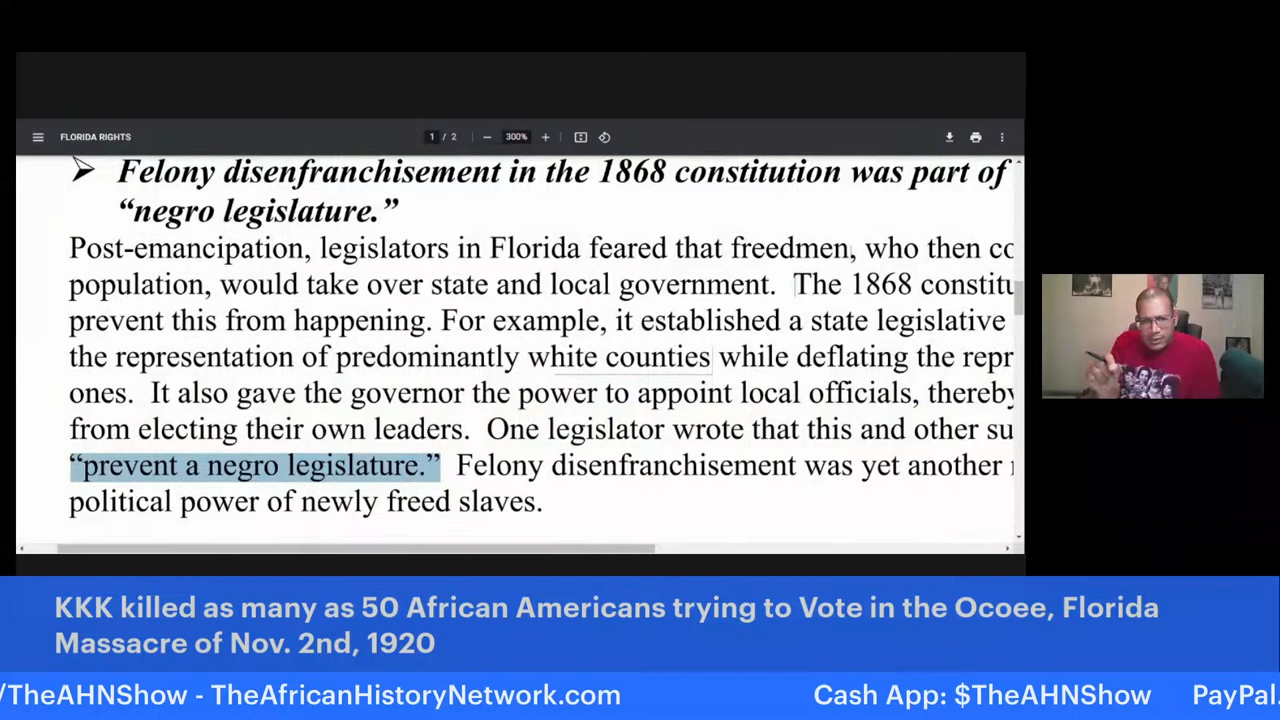 FLORIDA RIGHTS
1 / 2
300%
➢ Felony disenfranchisement in the 1868 constitution was part of
“negro legislature.”
Post-emancipation, legislators in Florida feared that freedmen, who then co
population, would take over state and local government. The 1868 constitu
prevent this from happening. For example, it established a state legislative
the representation of predominantly white counties while deflating the repr
ones. It also gave the governor the power to appoint local officials, thereby
from electing their own leaders. One legislator wrote that this and other su
“prevent a negro legislature.” Felony disenfranchisement was yet another
political power of newly freed slaves.
KKK killed as many as 50 African Americans trying to Vote in the Ocoee, Florida
Massacre of Nov. 2nd, 1920
/TheAHNShow - TheAfricanHistoryNetwork.com Cash App: $TheAHNShow PayPal.